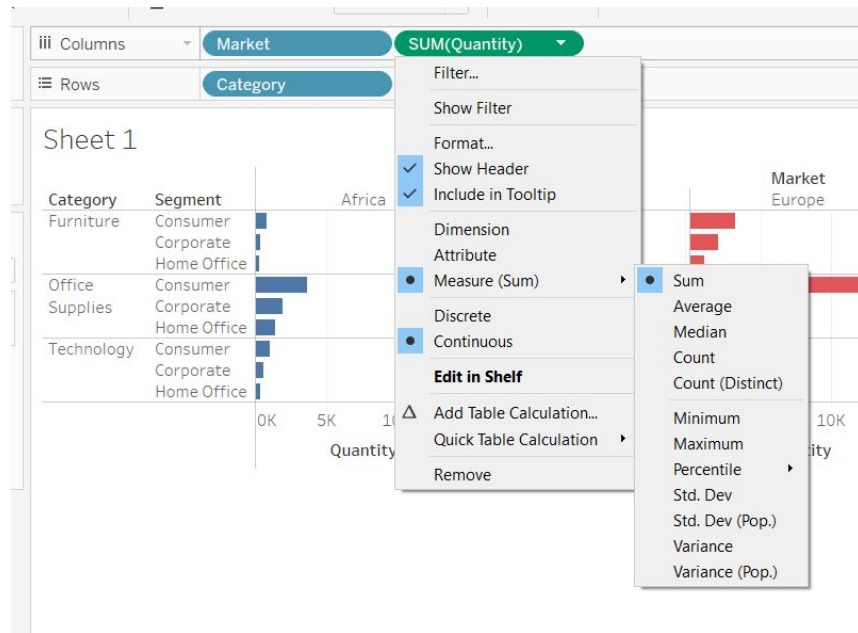 iii Columns Market SUM(Quantity)
Rows Category
Sheet 1
Market
Category Segment Africa Europe
Furniture Consumer
Corporate
Home Office
Office Supplies Consumer
Corporate
Home Office
Technology Consumer
Corporate
Home Office
0K 5K 10K
Quantity
Filter...
Show Filter
Format...
Show Header
Include in Tooltip
Dimension
Attribute
Measure (Sum)
Discrete
Continuous
Edit in Shelf
Add Table Calculation...
Quick Table Calculation
Remove
Sum
Average
Median
Count
Count (Distinct)
Minimum
Maximum
Percentile
Std. Dev
Std. Dev (Pop.)
Variance
Variance (Pop.)